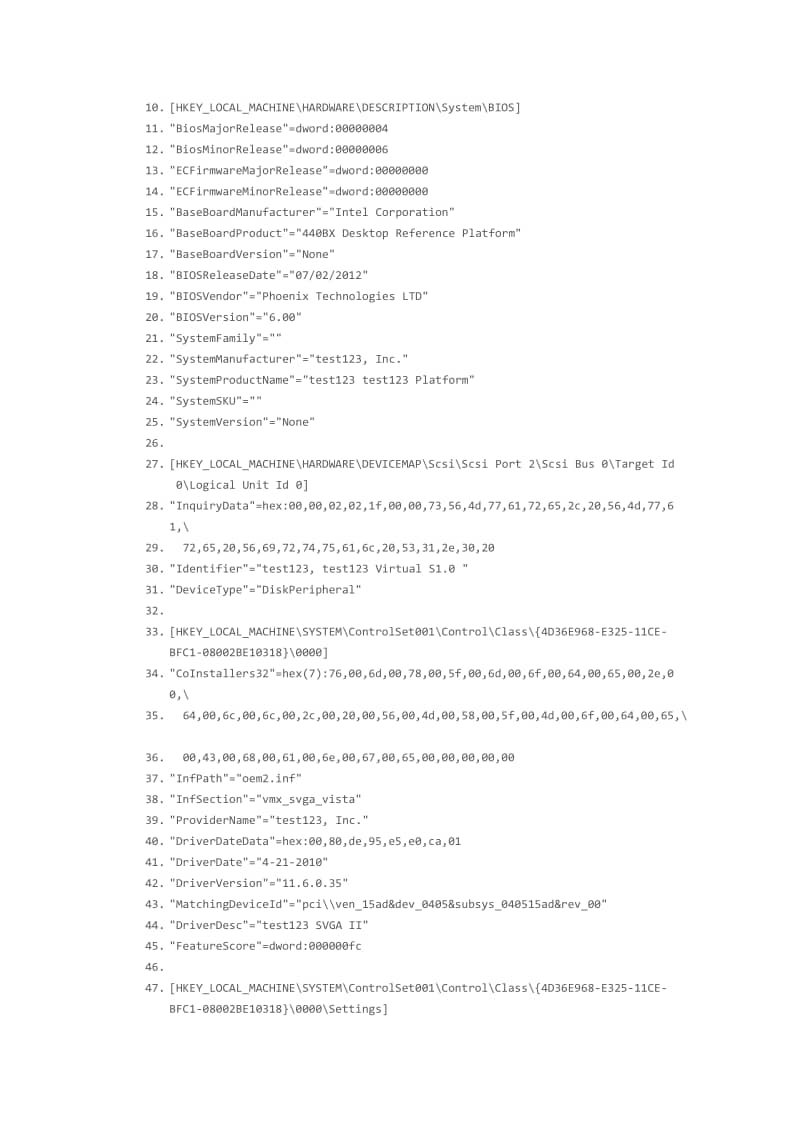 10. [HKEY_LOCAL_MACHINE\HARDWARE\DESCRIPTION\System\BIOS]
11. "BiosMajorRelease"=dword:00000004
12. "BiosMinorRelease"=dword:00000006
13. "ECFirmwareMajorRelease"=dword:00000000
14. "ECFirmwareMinorRelease"=dword:00000000
15. "BaseBoardManufacturer"="Intel Corporation"
16. "BaseBoardProduct"="440BX Desktop Reference Platform"
17. "BaseBoardVersion"="None"
18. "BIOSReleaseDate"="07/02/2012"
19. "BIOSVendor"="Phoenix Technologies LTD"
20. "BIOSVersion"="6.00"
21. "SystemFamily"=""
22. "SystemManufacturer"="test123, Inc."
23. "SystemProductName"="test123 test123 Platform"
24. "SystemSKU"=""
25. "SystemVersion"="None"
26.
27. [HKEY_LOCAL_MACHINE\HARDWARE\DEVICEMAP\Scsi\Scsi Port 2\Scsi Bus 0\Target Id
0\Logical Unit Id 0]
28. "InquiryData"=hex:00,00,02,02,1f,00,00,73,56,4d,77,61,72,65,2c,20,56,4d,77,6
1,\
29. 72,65,20,56,69,72,74,75,61,6c,20,53,31,2e,30,20
30. "Identifier"="test123, test123 Virtual S1.0 "
31. "DeviceType"="DiskPeripheral"
32.
33. [HKEY_LOCAL_MACHINE\SYSTEM\ControlSet001\Control\Class\{4D36E968-E325-11CE-
BFC1-08002BE10318}\0000]
34. "CoInstallers32"=hex(7):76,00,6d,00,78,00,5f,00,6d,00,6f,00,64,00,65,00,2e,0
0,\
35. 64,00,6c,00,6c,00,2c,00,20,00,56,00,4d,00,58,00,5f,00,4d,00,6f,00,64,00,65,\
36. 00,43,00,68,00,61,00,6e,00,67,00,65,00,00,00,00,00
37. "InfPath"="oem2.inf"
38. "InfSection"="vmx_svga_vista"
39. "ProviderName"="test123, Inc."
40. "DriverDateData"=hex:00,80,de,95,e5,e0,ca,01
41. "DriverDate"="4-21-2010"
42. "DriverVersion"="11.6.0.35"
43. "MatchingDeviceId"="pci\\ven_15ad&dev_0405&subsys_040515ad&rev_00"
44. "DriverDesc"="test123 SVGA II"
45. "FeatureScore"=dword:000000fc
46.
47. [HKEY_LOCAL_MACHINE\SYSTEM\ControlSet001\Control\Class\{4D36E968-E325-11CE-
BFC1-08002BE10318}\0000\Settings]